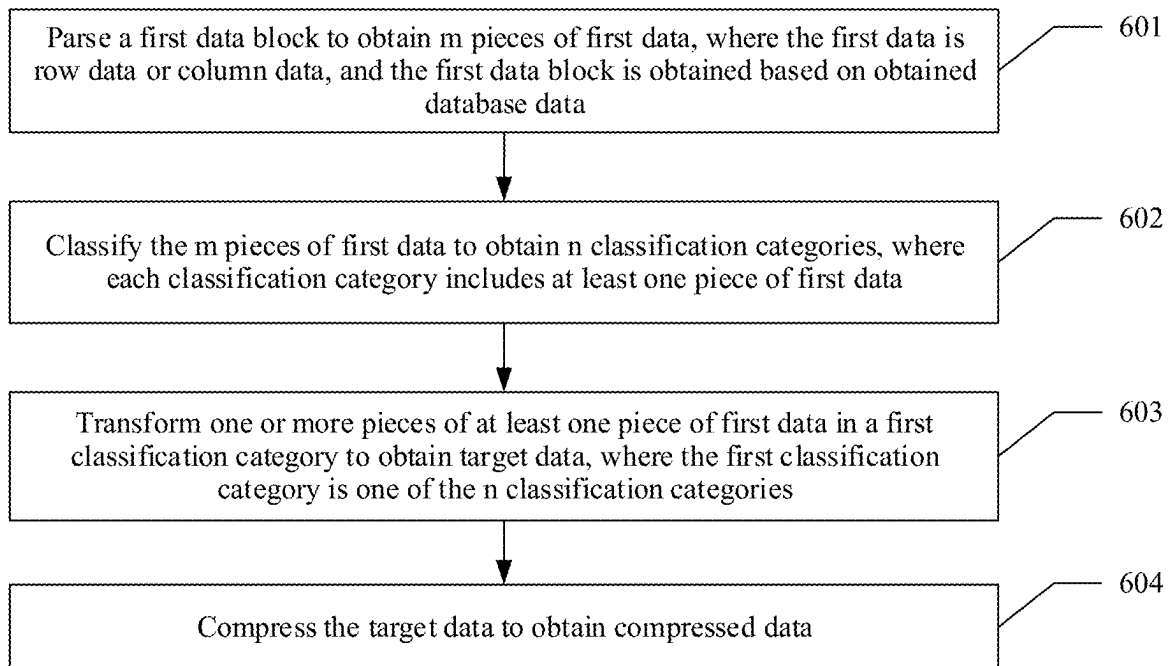 Parse a first data block to obtain m pieces of first data, where the first data is
row data or column data, and the first data block is obtained based on obtained
database data
601
Classify the m pieces of first data to obtain n classification categories, where
each classification category includes at least one piece of first data
602
Transform one or more pieces of at least one piece of first data in a first
classification category to obtain target data, where the first classification
category is one of the n classification categories
603
Compress the target data to obtain compressed data
604